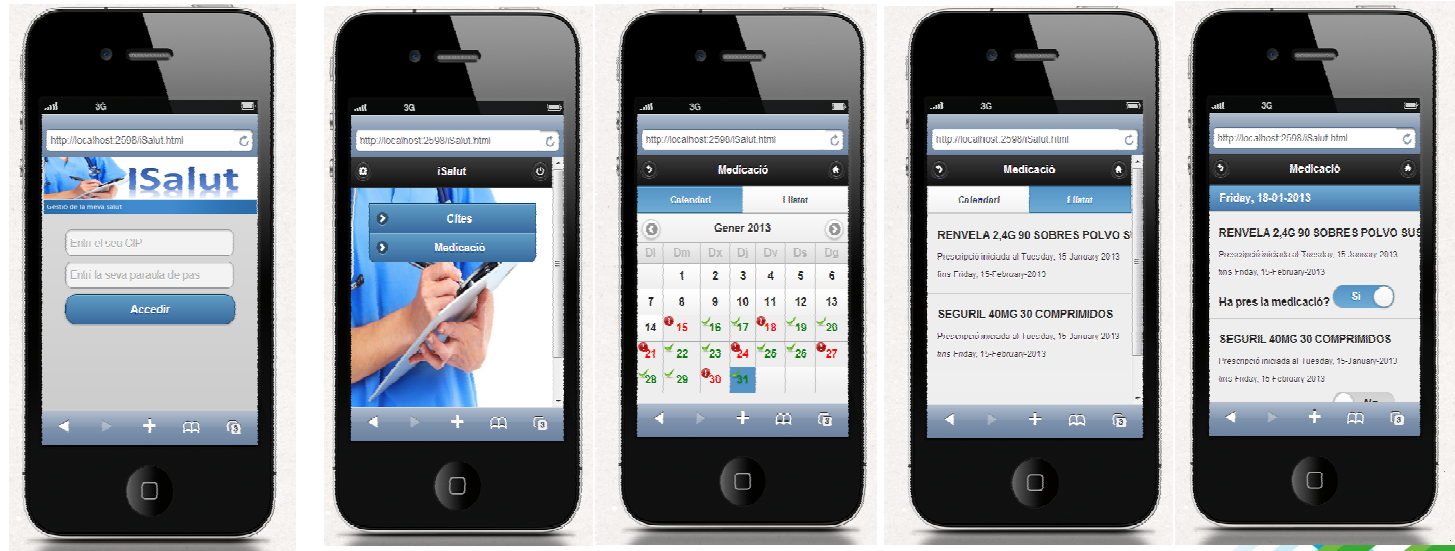 3G
http://localhost:2598/iSalut.html
ISalut
Gestió de la meva salut
Entri el seu CIP
Entri la seva paraula de pas
Accedir
3
3G
http://localhost:2598/iSalut.html
iSalut
Cites
Medicació
3
3G
http://localhost:2598/iSalut.html
Medicació
Calendari Llistat
Gener 2013
Dl Dm Dx Dj Dv Ds Dg
1 2 3 4 5 6
7 8 9 10 11 12 13
14 15 16 17 18 19 20
21 22 23 24 25 26 27
28 29 30 31
3
3G
http://localhost:2598/iSalut.html
Medicació
Calendari Llistat
RENVELA 2,4G 90 SOBRES POLVO SU
Prescripció iniciada al Tuesday, 15-January-2013
fins Friday, 15-February-2013
SEGURIL 40MG 30 COMPRIMIDOS
Prescripció iniciada al Tuesday, 15-January-2013
fins Friday, 15-February-2013
3
3G
http://localhost:2598/iSalut.html
Medicació
Friday, 18-01-2013
RENVELA 2,4G 90 SOBRES POLVO SUS
Prescripció iniciada al Tuesday, 15-January-2013
fins Friday, 15-February-2013
Ha pres la medicació? Si
SEGURIL 40MG 30 COMPRIMIDOS
Prescripció iniciada al Tuesday, 15-January-2013
fins Friday, 15-February-2013
3